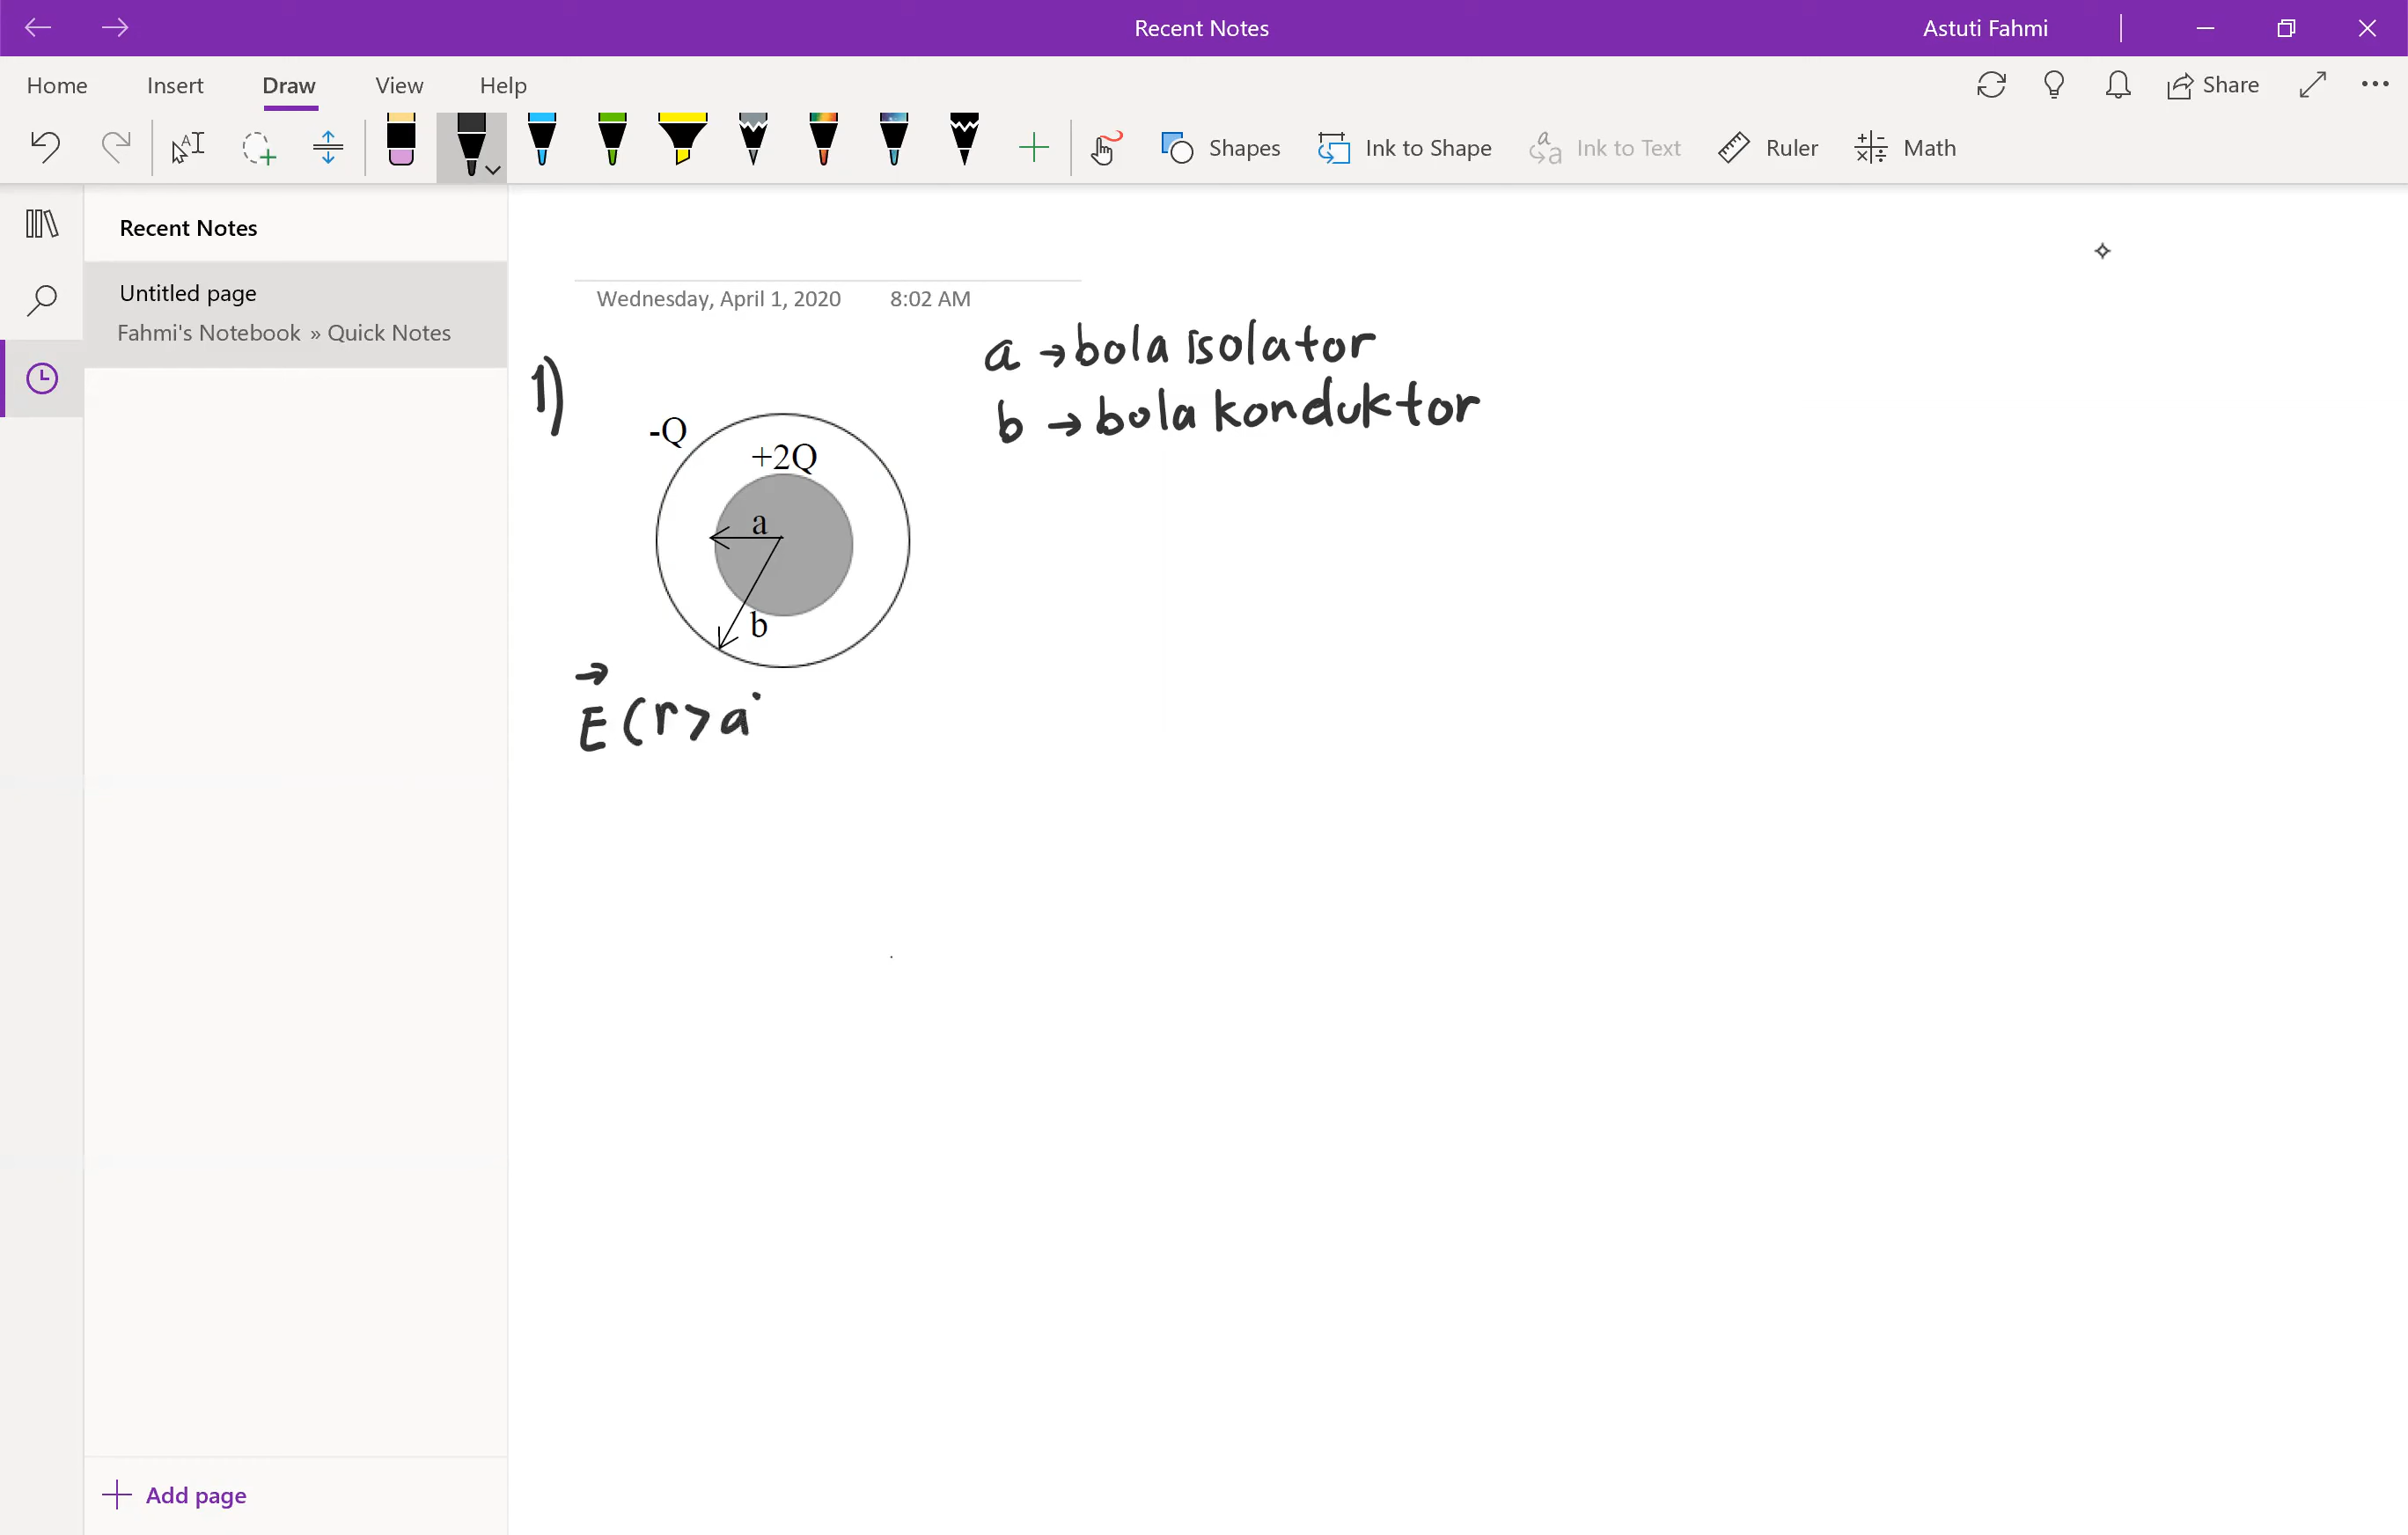 Recent Notes
Astuti Fahmi
Home Insert Draw View Help
Share
Shapes Ink to Shape Ink to Text Ruler Math
Recent Notes
Untitled page
Fahmi's Notebook » Quick Notes
Wednesday, April 1, 2020 8:02 AM
a → bola isolator
b → bola konduktor
1)
-Q
+2Q
a
b
E (r > a
Add page